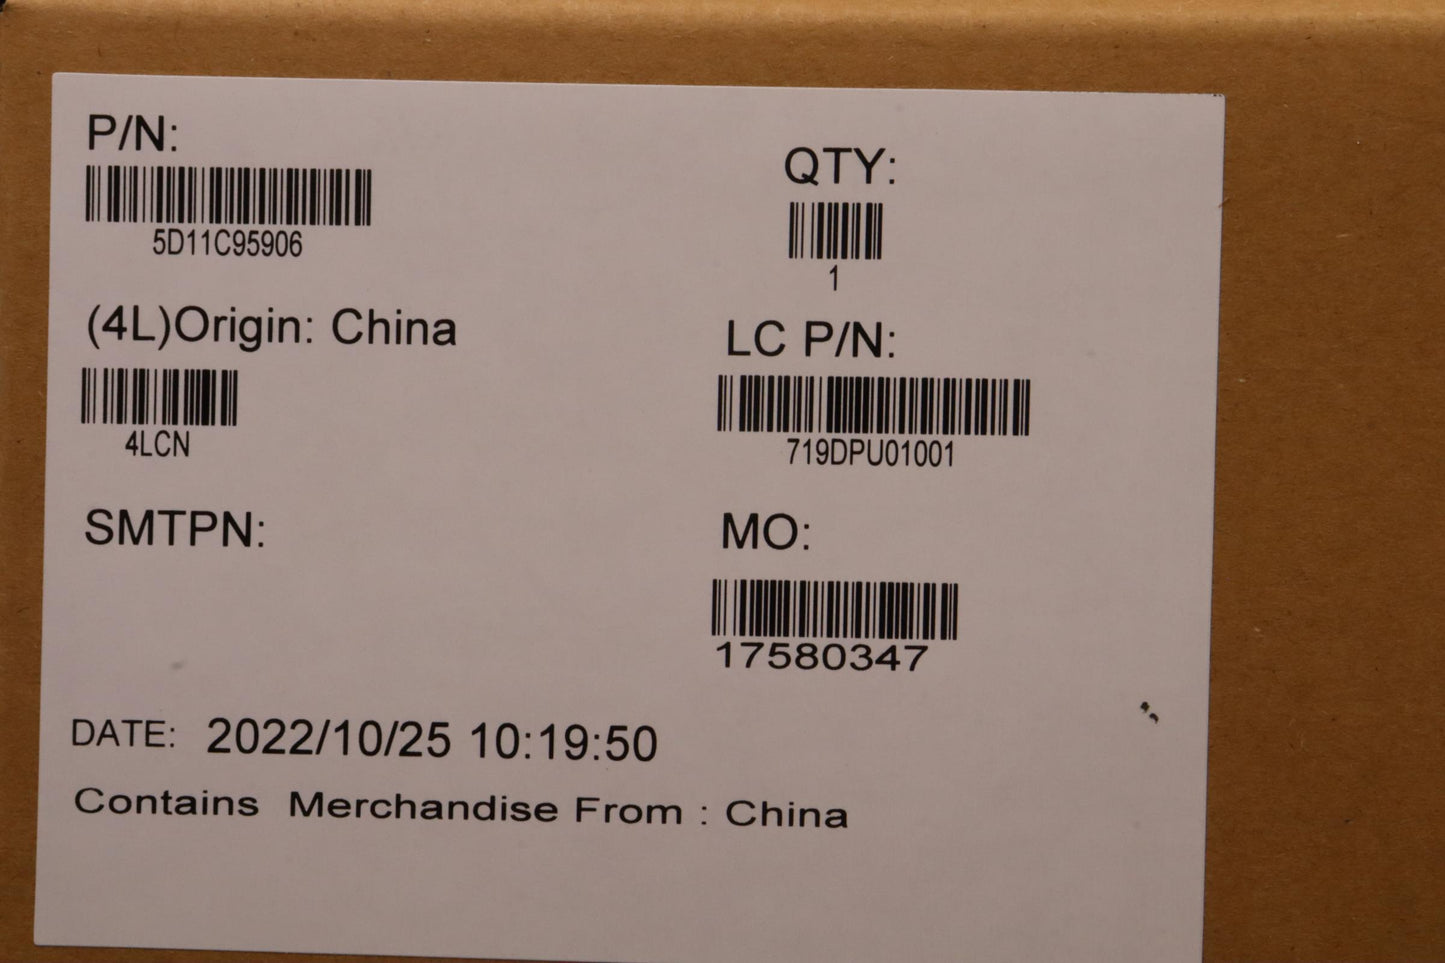 P/N:
5D11C95906
QTY:
1
(4L)Origin: China
4LCN
LC P/N:
719DPU01001
SMTPN:
MO:
17580347
DATE: 2022/10/25 10:19:50
Contains Merchandise From : China